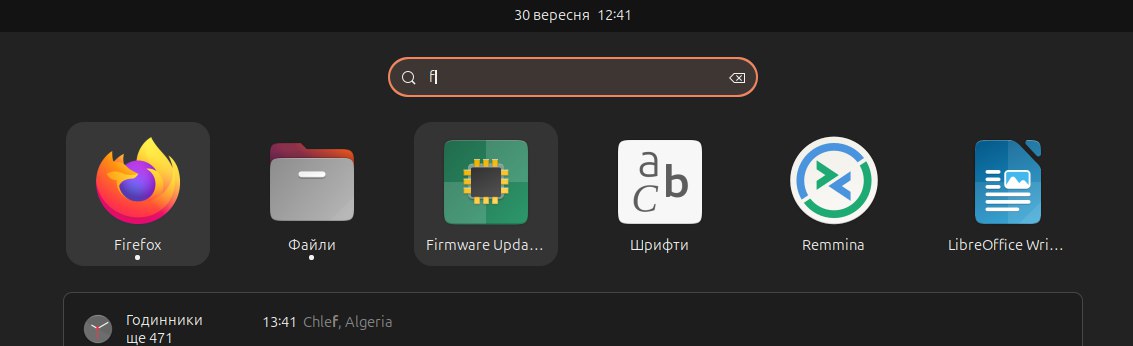 30 вересня 12:41
f
Firefox
Файли
Firmware Upda…
Шрифти
Remmina
LibreOffice Wri…
Годинники
ще 471
13:41 Chlef, Algeria